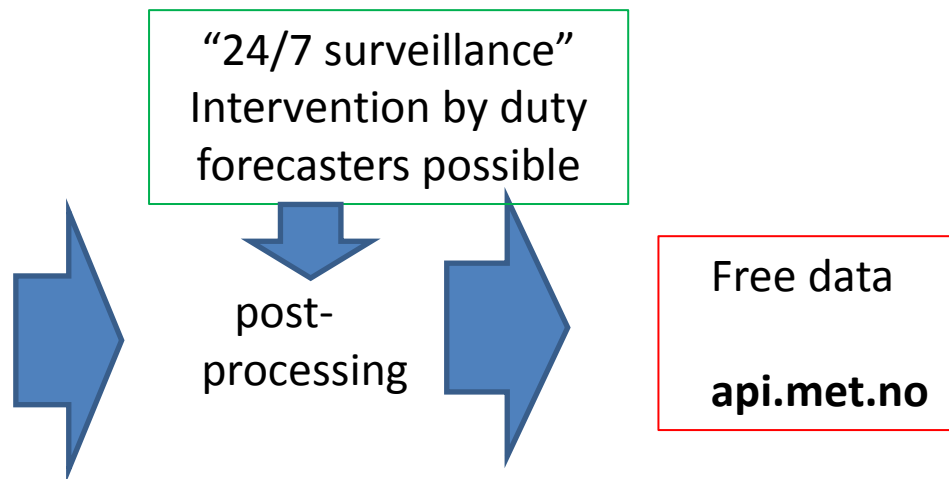 “24/7 surveillance”
Intervention by duty
forecasters possible
post-
processing
Free data
api.met.no